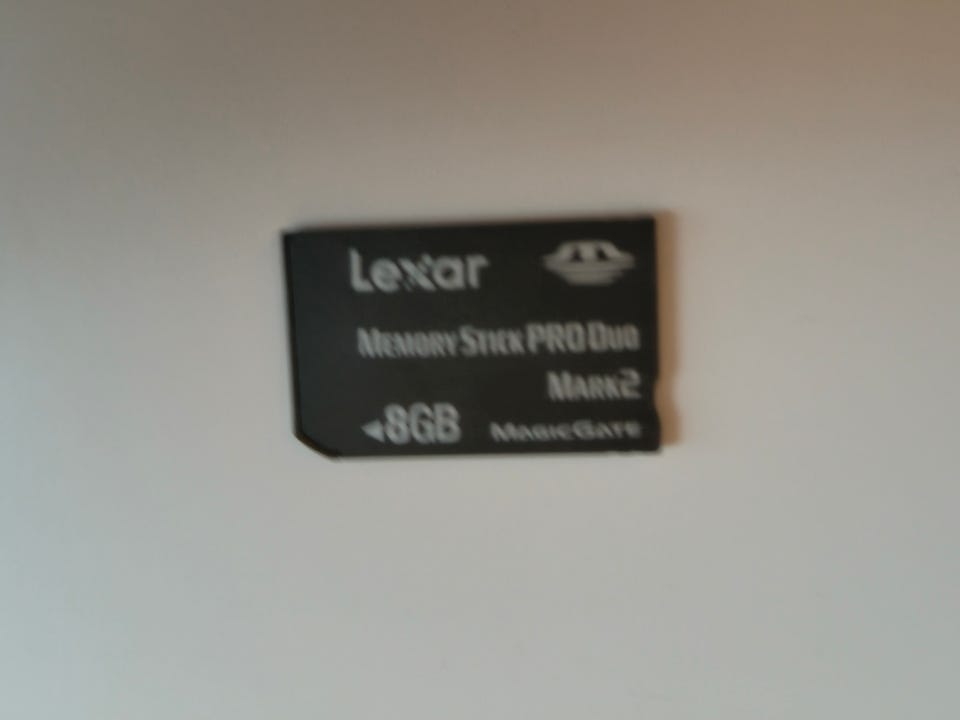 Lexar
MEMORY STICK PRO DUO
MARK2
8GB MAGICGATE